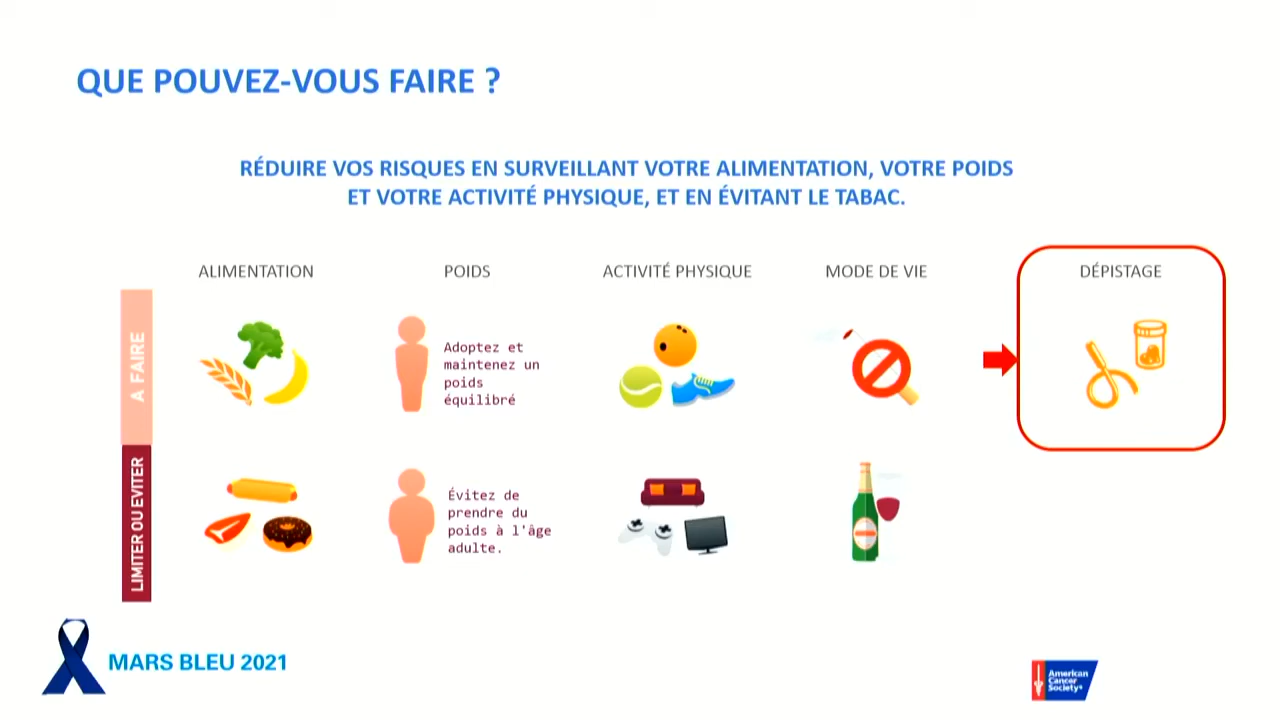 QUE POUVEZ-VOUS FAIRE ?
RÉDUIRE VOS RISQUES EN SURVEILLANT VOTRE ALIMENTATION, VOTRE POIDS
ET VOTRE ACTIVITÉ PHYSIQUE, ET EN ÉVITANT LE TABAC.
ALIMENTATION
POIDS
ACTIVITÉ PHYSIQUE
MODE DE VIE
DÉPISTAGE
A FAIRE
Adoptez et
maintenez un
poids
équilibré
LIMITER OU EVITER
Évitez de
prendre du
poids à l'âge
adulte.
MARS BLEU 2021
American
Cancer
Society®